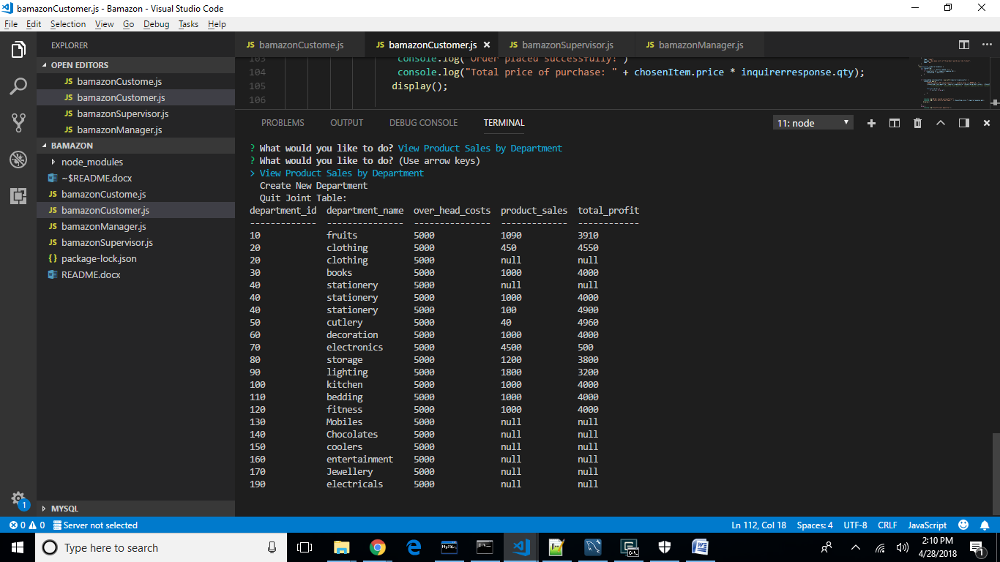 bamazonCustomer.js - Bamazon - Visual Studio Code
File Edit Selection View Go Debug Tasks Help
EXPLORER
OPEN EDITORS
JS bamazonCustome.js
JS bamazonCustomer.js
JS bamazonSupervisor.js
JS bamazonManager.js
BAMAZON
node_modules
~$README.docx
JS bamazonCustome.js
JS bamazonCustomer.js
JS bamazonManager.js
JS bamazonSupervisor.js
{} package-lock.json
README.docx
MYSQL
JS bamazonCustome.js JS bamazonCustomer.js × JS bamazonSupervisor.js JS bamazonManager.js
103 console.log("Order placed successfully!")
104 console.log("Total price of purchase: " + chosenItem.price * inquirerresponse.qty);
105 display();
106
PROBLEMS OUTPUT DEBUG CONSOLE TERMINAL 11: node
? What would you like to do? View Product Sales by Department
? What would you like to do? (Use arrow keys)
> View Product Sales by Department
Create New Department
Quit Joint Table:
department_id department_name over_head_costs product_sales total_profit
------------- --------------- --------------- ------------- ------------
10 fruits 5000 1090 3910
20 clothing 5000 450 4550
20 clothing 5000 null null
30 books 5000 1000 4000
40 stationery 5000 null null
40 stationery 5000 1000 4000
40 stationery 5000 100 4900
50 cutlery 5000 40 4960
60 decoration 5000 1000 4000
70 electronics 5000 4500 500
80 storage 5000 1200 3800
90 lighting 5000 1800 3200
100 kitchen 5000 1000 4000
110 bedding 5000 1000 4000
120 fitness 5000 1000 4000
130 Mobiles 5000 null null
140 Chocolates 5000 null null
150 coolers 5000 null null
160 entertainment 5000 null null
170 Jewellery 5000 null null
190 electricals 5000 null null
1
0 0 Server not selected Ln 112, Col 18 Spaces: 4 UTF-8 CRLF JavaScript
Type here to search
2:10 PM
4/28/2018
1